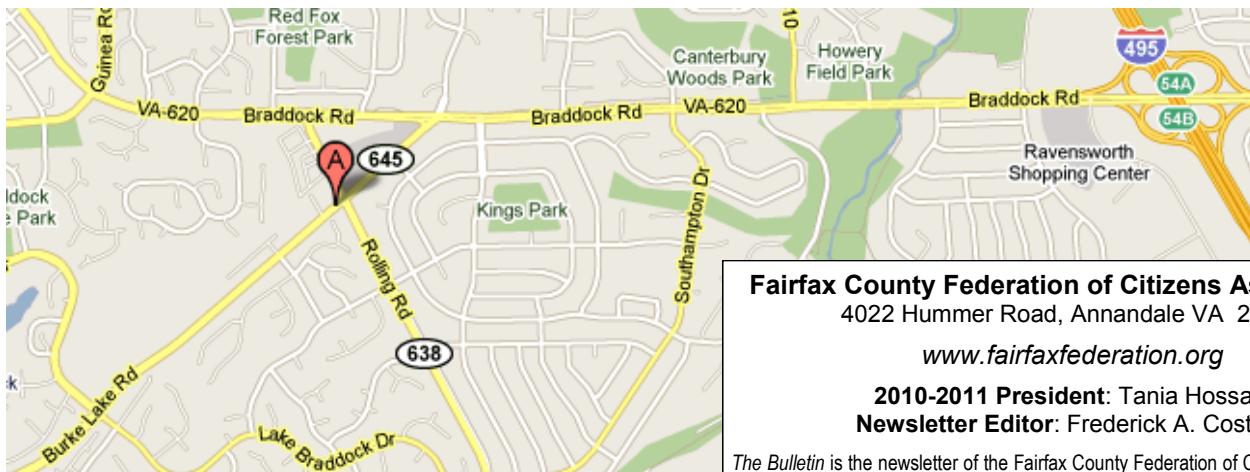 Red Fox
Forest Park
Guinea Rd
10
Canterbury
Woods Park
Howery
Field Park
495
54A
54B
VA-620
Braddock Rd
Braddock Rd
VA-620
Braddock Rd
A
645
Ravensworth
Shopping Center
Kings Park
Rolling Rd
Southampton Dr
638
Burke Lake Rd
Lake Braddock Dr
Fairfax County Federation of Citizens
4022 Hummer Road, Annandale VA 2
www.fairfaxfederation.org
2010-2011 President: Tania Hossa
Newsletter Editor: Frederick A. Cost
The Bulletin is the newsletter of the Fairfax County Federation of C